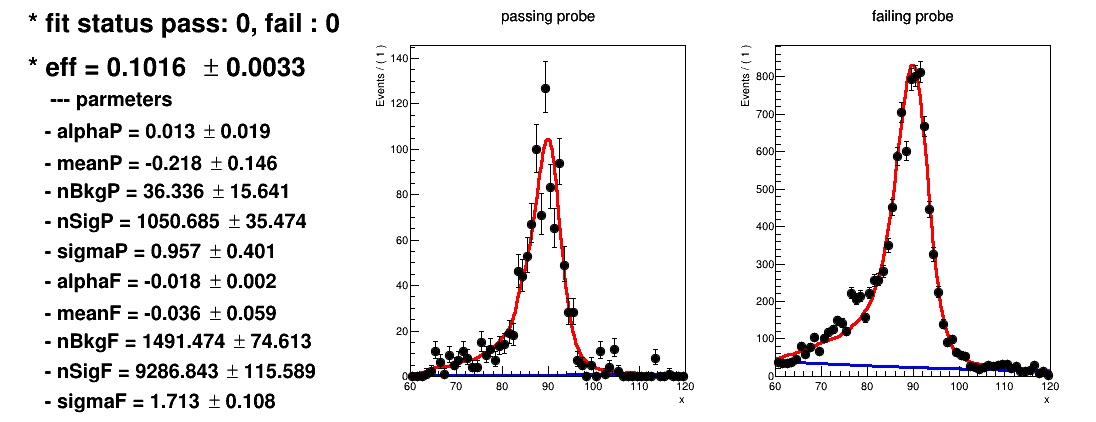 * fit status pass: 0, fail : 0
* eff = 0.1016 ± 0.0033
--- parmeters
- alphaP = 0.013 ± 0.019
- meanP = -0.218 ± 0.146
- nBkgP = 36.336 ± 15.641
- nSigP = 1050.685 ± 35.474
- sigmaP = 0.957 ± 0.401
- alphaF = -0.018 ± 0.002
- meanF = -0.036 ± 0.059
- nBkgF = 1491.474 ± 74.613
- nSigF = 9286.843 ± 115.589
- sigmaF = 1.713 ± 0.108
passing probe
Events / ( 1 )
140
120
100
80
60
40
20
0
60 70 80 90 100 110 120
x
failing probe
Events / ( 1 )
800
700
600
500
400
300
200
100
0
60 70 80 90 100 110 120
x